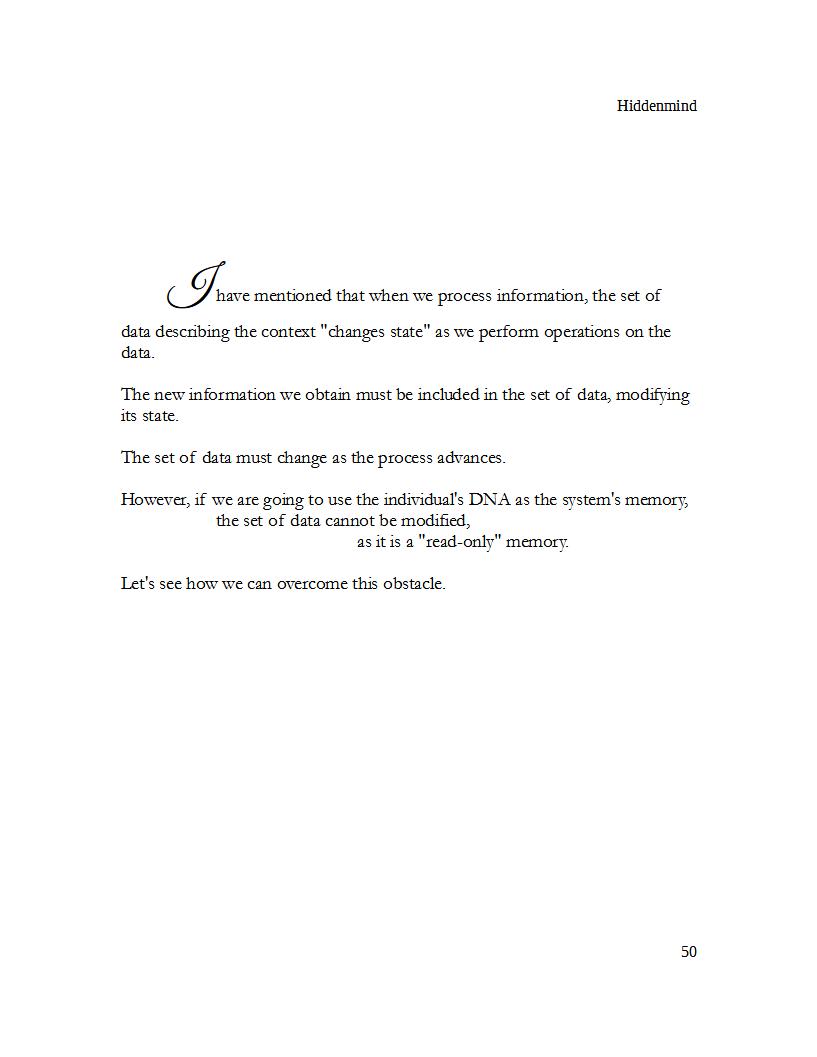 Hiddenmind
I have mentioned that when we process information, the set of
data describing the context "changes state" as we perform operations on the
data.
The new information we obtain must be included in the set of data, modifying
its state.
The set of data must change as the process advances.
However, if we are going to use the individual's DNA as the system's memory,
the set of data cannot be modified,
as it is a "read-only" memory.
Let's see how we can overcome this obstacle.
50